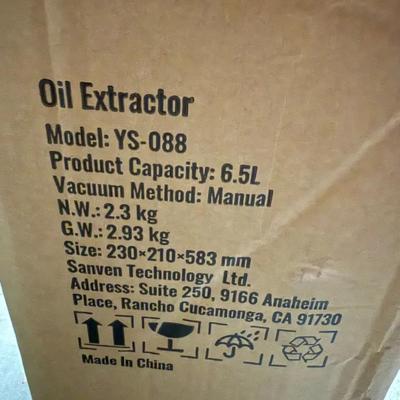 Oil Extractor
Model: YS-088
Product Capacity: 6.5L
Vacuum Method: Manual
N.W.: 2.3 kg
G.W.: 2.93 kg
Size: 230×210×583 mm
Sanven Technology Ltd.
Address: Suite 250, 9166 Anaheim
Place, Rancho Cucamonga, CA 91730
Made In China